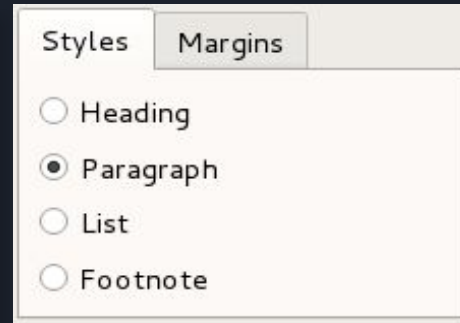 Styles Margins
Heading
Paragraph
List
Footnote